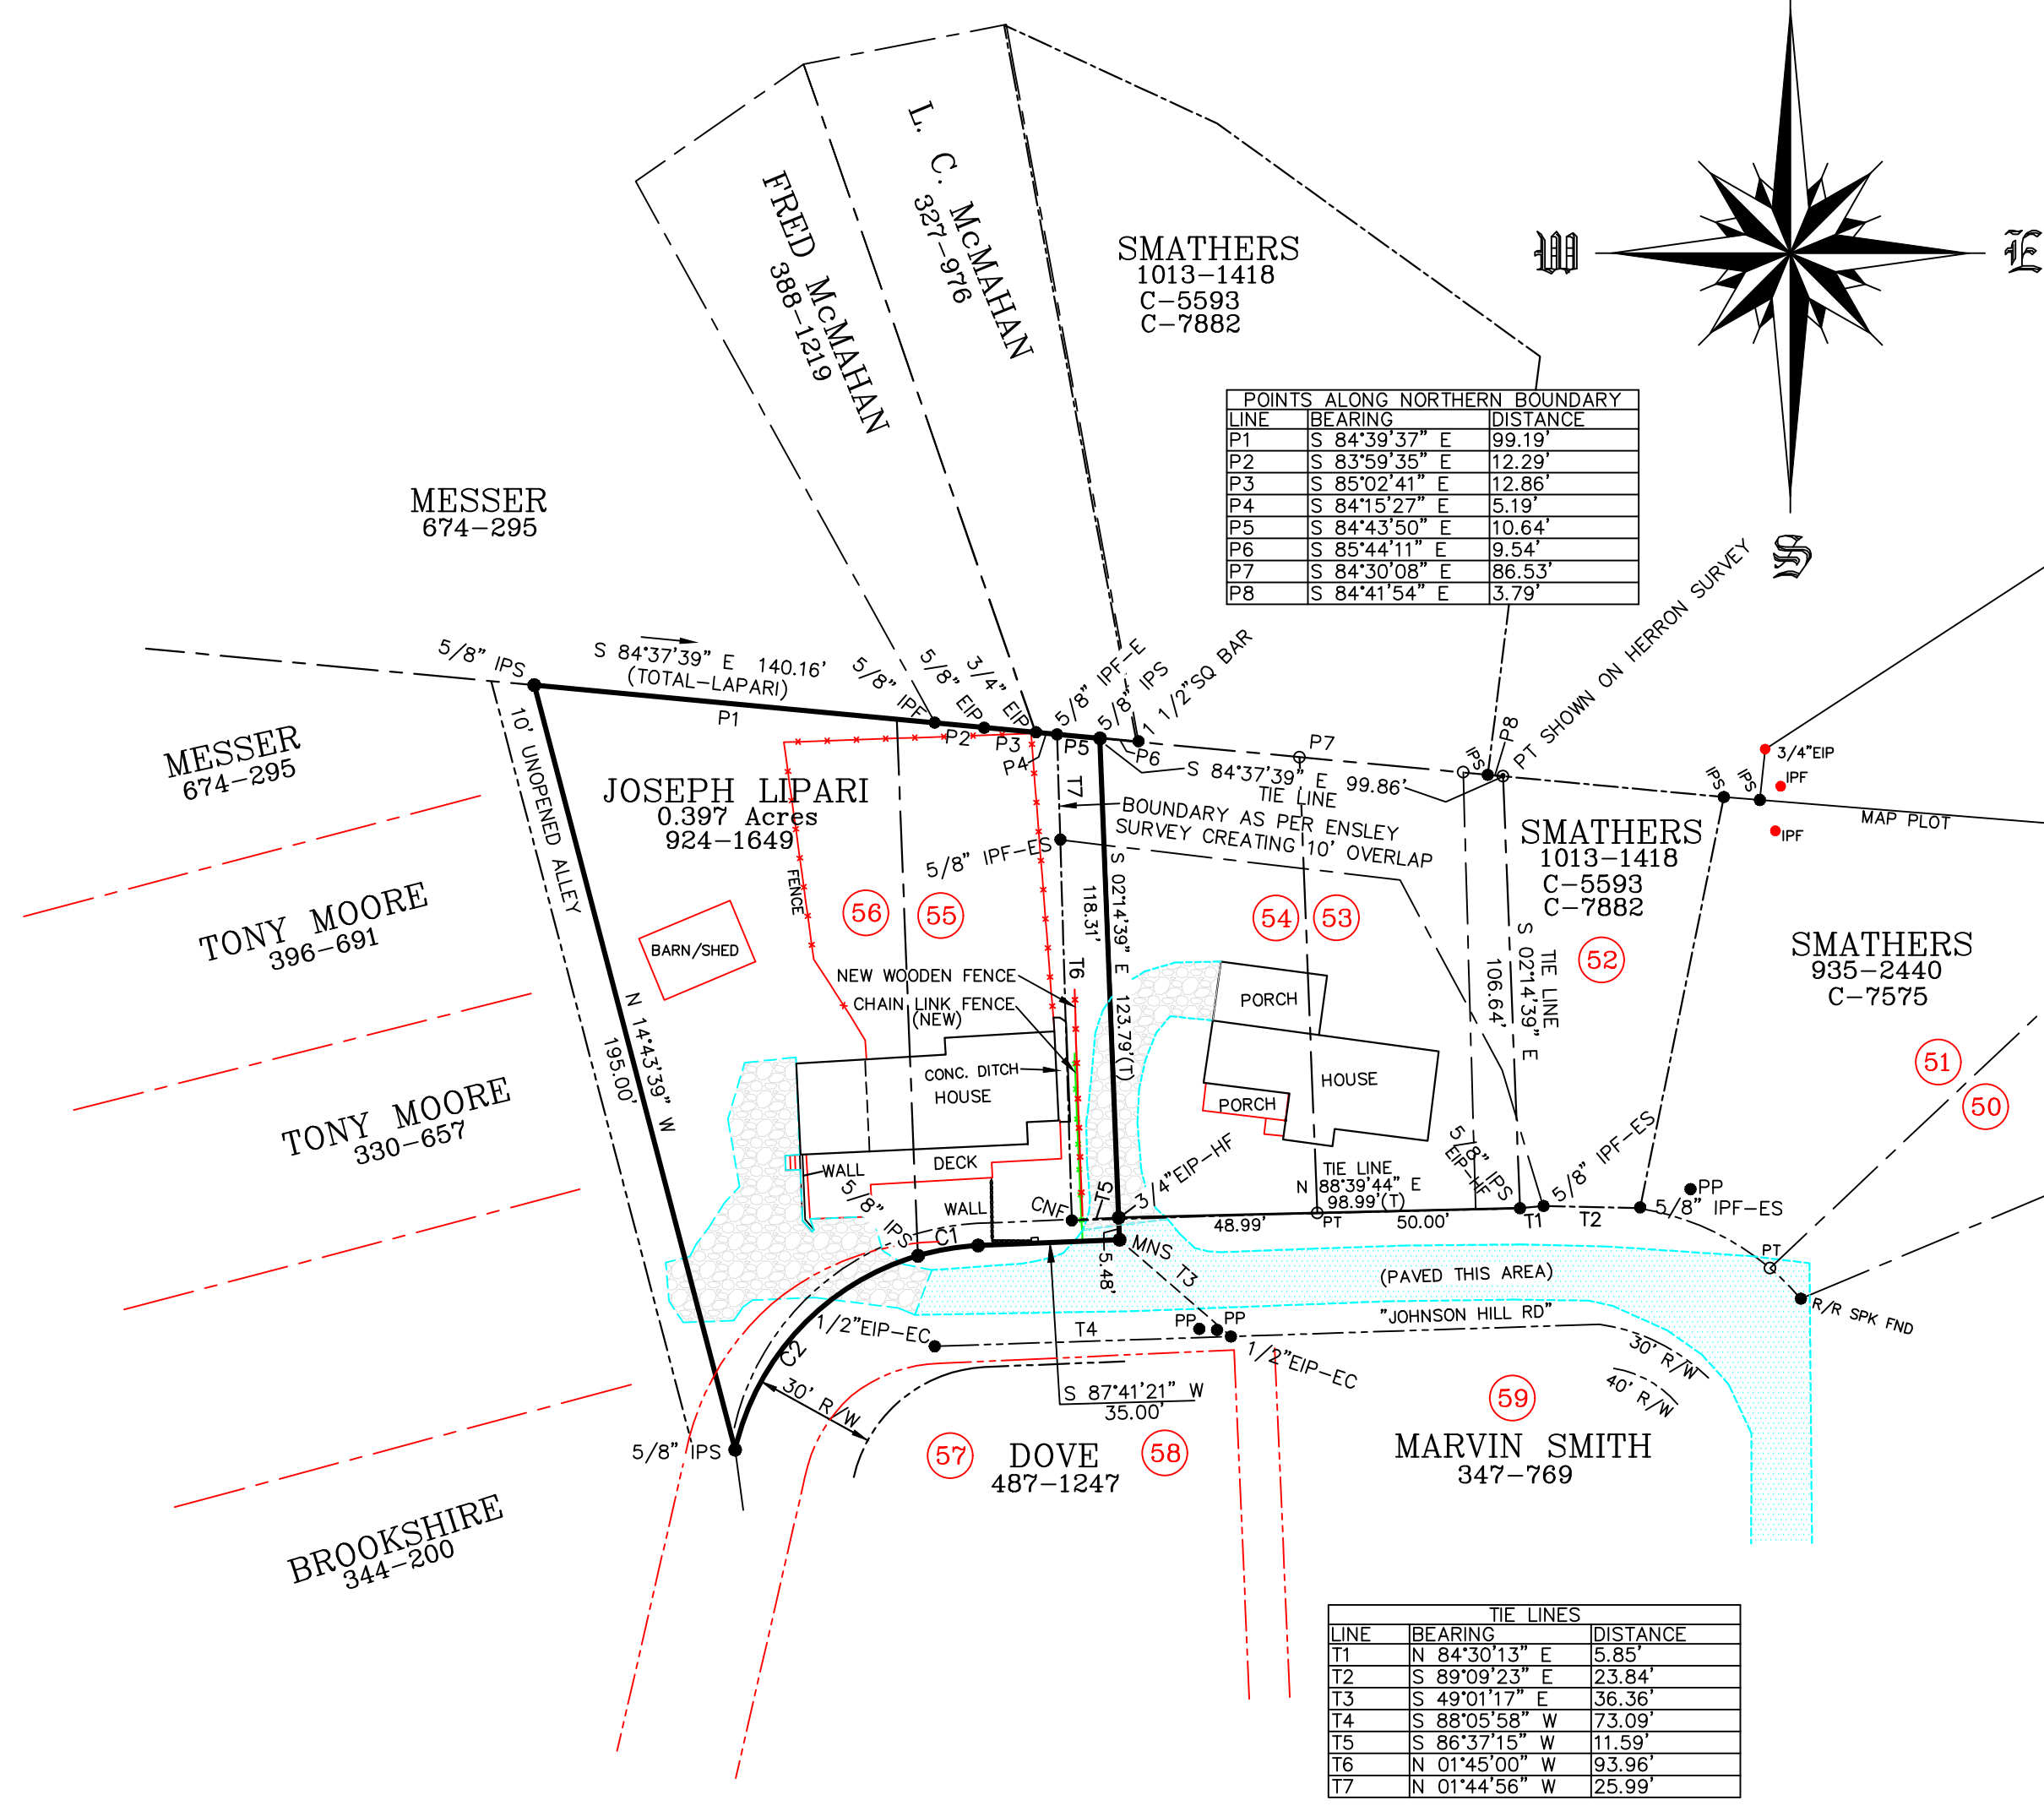 L. C. McMAHAN
327-976
FRED McMAHAN
388-1219
SMATHERS
1013-1418
C-5593
C-7882
W
E
S
POINTS ALONG NORTHERN BOUNDARY
LINE BEARING DISTANCE
P1 S 84°39'37" E 99.19'
P2 S 83°59'35" E 12.29'
P3 S 85°02'41" E 12.86'
P4 S 84°15'27" E 5.19'
P5 S 84°43'50" E 10.64'
P6 S 85°44'11" E 9.54'
P7 S 84°30'08" E 86.53'
P8 S 84°41'54" E 3.79'
MESSER
674-295
5/8" IPS
S 84°37'39" E 140.16'
(TOTAL-LAPARI)
P1
5/8" IPF
5/8" EIP
3/4" EIP
5/8" IPF-E
5/8" IPS
1 1/2"SQ BAR
P2
P3
P4
P5
P6
P7
IPS
P8
PT SHOWN ON HERRON SURVEY
S 84°37'39" E 99.86'
TIE LINE
IPS
IPS
3/4"EIP
IPF
IPF
MAP PLOT
MESSER
674-295
10' UNOPENED ALLEY
JOSEPH LIPARI
0.397 Acres
924-1649
T7
BOUNDARY AS PER ENSLEY
SURVEY CREATING 10' OVERLAP
5/8" IPF-ES
SMATHERS
1013-1418
C-5593
C-7882
TONY MOORE
396-691
FENCE
56
55
54
53
52
BARN/SHED
118.31'
S 02°14'39" E 123.79'(T)
T6
NEW WOODEN FENCE
CHAIN LINK FENCE
(NEW)
PORCH
106.64'
S 02°14'39" E
TIE LINE
SMATHERS
935-2440
C-7575
51
50
N 14°43'39" W
195.00'
CONC. DITCH
HOUSE
HOUSE
PORCH
TONY MOORE
330-657
WALL
DECK
WALL
5/8" IPS
CNF
T5
3/4"EIP-HF
TIE LINE
N 88°39'44" E
98.99'(T)
5/8" IPS
EIP-HF
5/8" IPF-ES
PP
5/8" IPF-ES
48.99'
PT
50.00'
T1
T2
C1
MNS
5.48'
T3
PT
(PAVED THIS AREA)
R/R SPK FND
"JOHNSON HILL RD"
1/2"EIP-EC
T4
PP
PP
1/2"EIP-EC
C2
30' R/W
30' R/W
40' R/W
S 87°41'21" W
35.00'
59
5/8" IPS
57
DOVE
487-1247
58
MARVIN SMITH
347-769
BROOKSHIRE
344-200
TIE LINES
LINE BEARING DISTANCE
T1 N 84°30'13" E 5.85'
T2 S 89°09'23" E 23.84'
T3 S 49°01'17" E 36.36'
T4 S 88°05'58" W 73.09'
T5 S 86°37'15" W 11.59'
T6 N 01°45'00" W 93.96'
T7 N 01°44'56" W 25.99'